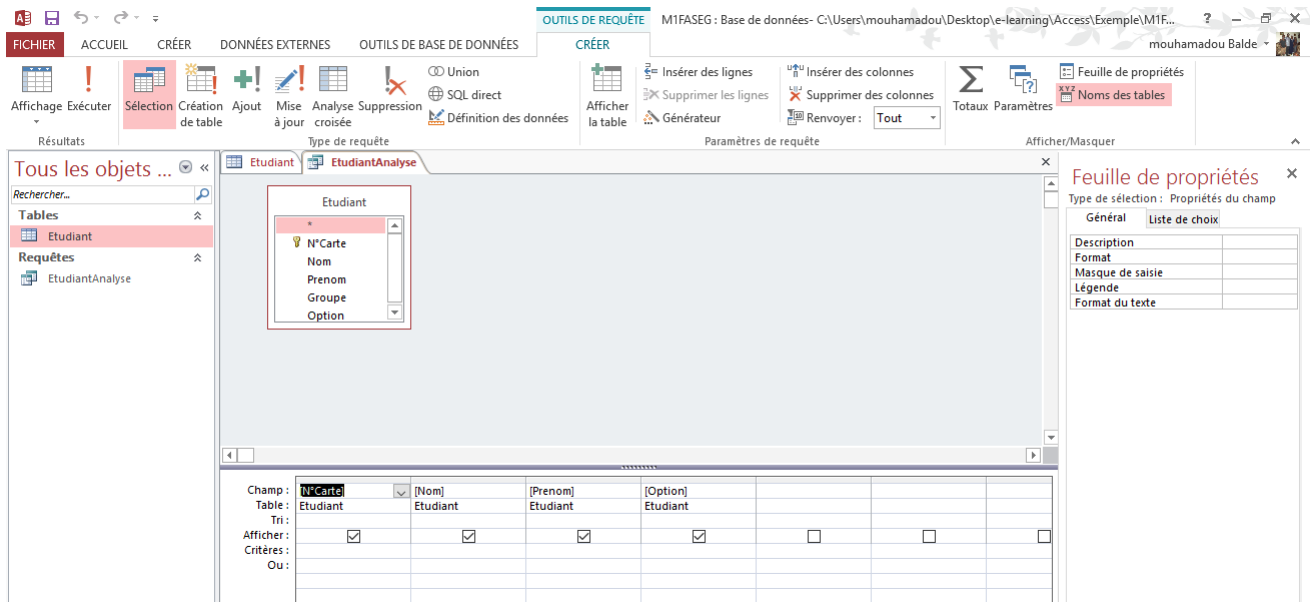 OUTILS DE REQUÊTE M1FASEG : Base de données- C:\Users\mouhamadou\Desktop\e-learning\Access\Exemple\M1F... ?
FICHIER ACCUEIL CRÉER DONNÉES EXTERNES OUTILS DE BASE DE DONNÉES CRÉER mouhamadou Balde
Affichage Exécuter Sélection Création de table Ajout Mise à jour Analyse croisée Suppression
Union
SQL direct
Définition des données
Afficher la table
Insérer des lignes
Supprimer les lignes
Générateur
Insérer des colonnes
Supprimer des colonnes
Renvoyer : Tout
Totaux Paramètres
Feuille de propriétés
XYZ Noms des tables
Résultats Type de requête Paramètres de requête Afficher/Masquer
Tous les objets ... «
Rechercher...
Tables
Etudiant
Requêtes
EtudiantAnalyse
Etudiant EtudiantAnalyse
Etudiant
*
N°Carte
Nom
Prenom
Groupe
Option
Champ : [N°Carte] [Nom] [Prenom] [Option]
Table : Etudiant Etudiant Etudiant Etudiant
Tri :
Afficher :
Critères :
Ou :
Feuille de propriétés
Type de sélection : Propriétés du champ
Général Liste de choix
Description
Format
Masque de saisie
Légende
Format du texte